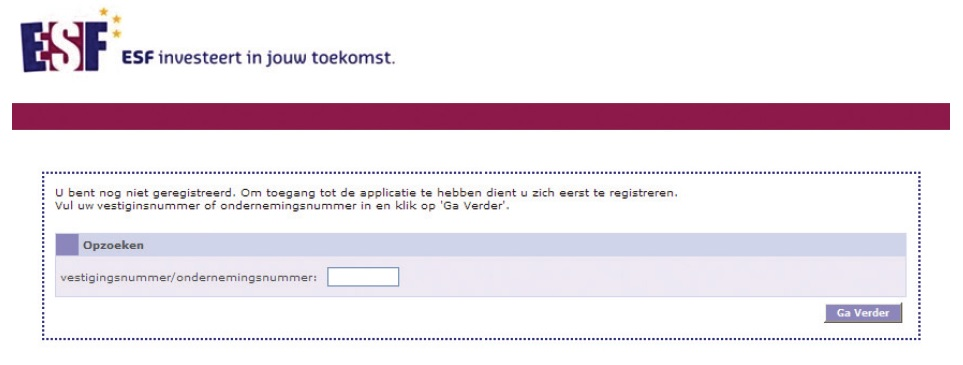 ESF
ESF investeert in jouw toekomst.
U bent nog niet geregistreerd. Om toegang tot de applicatie te hebben dient u zich eerst te registreren.
Vul uw vestiginsnummer of ondernemingsnummer in en klik op 'Ga Verder'.
Opzoeken
vestigingsnummer/ondernemingsnummer:
Ga Verder